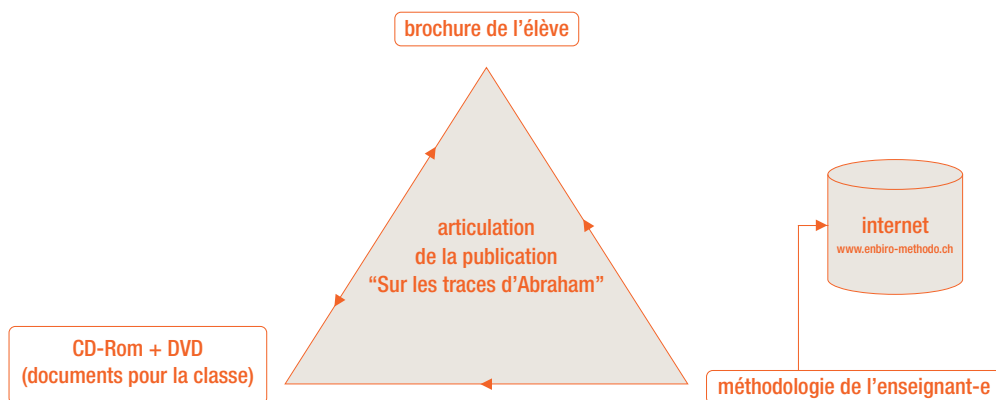 brochure de l’élève
articulation
de la publication
“Sur les traces d’Abraham”
internet
www.enbiro-methodo.ch
CD-Rom + DVD
(documents pour la classe)
méthodologie de l’enseignant-e